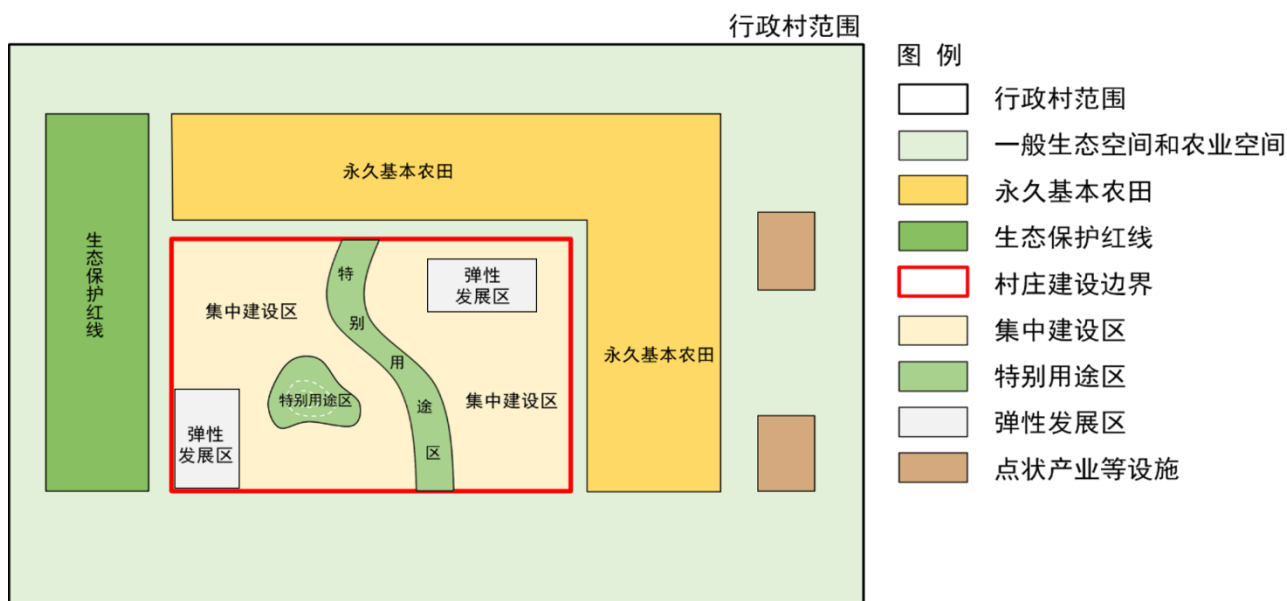 行政村范围
永久基本农田
生态保护红线
特别用途区
弹性
发展区
集中建设区
特别用途区
弹性
发展区
集中建设区
永久基本农田
图 例
行政村范围
一般生态空间和农业空间
永久基本农田
生态保护红线
村庄建设边界
集中建设区
特别用途区
弹性发展区
点状产业等设施